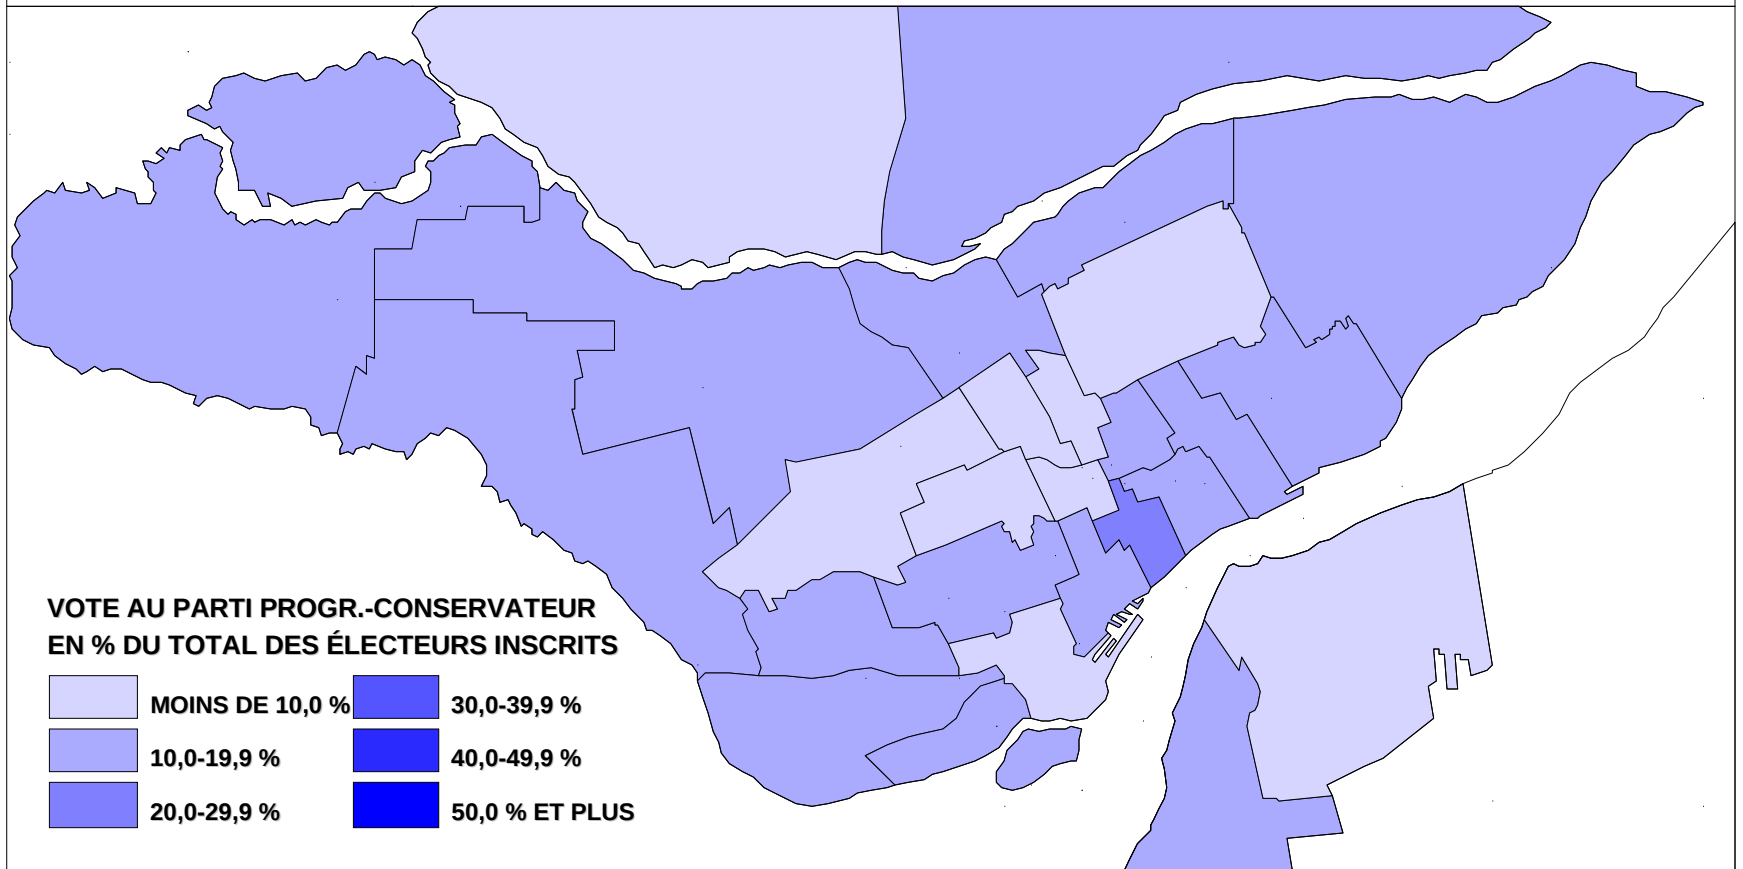 VOTE AU PARTI PROGR.-CONSERVATEUR
EN % DU TOTAL DES ÉLECTEURS INSCRITS
MOINS DE 10,0 %
10,0-19,9 %
20,0-29,9 %
30,0-39,9 %
40,0-49,9 %
50,0 % ET PLUS